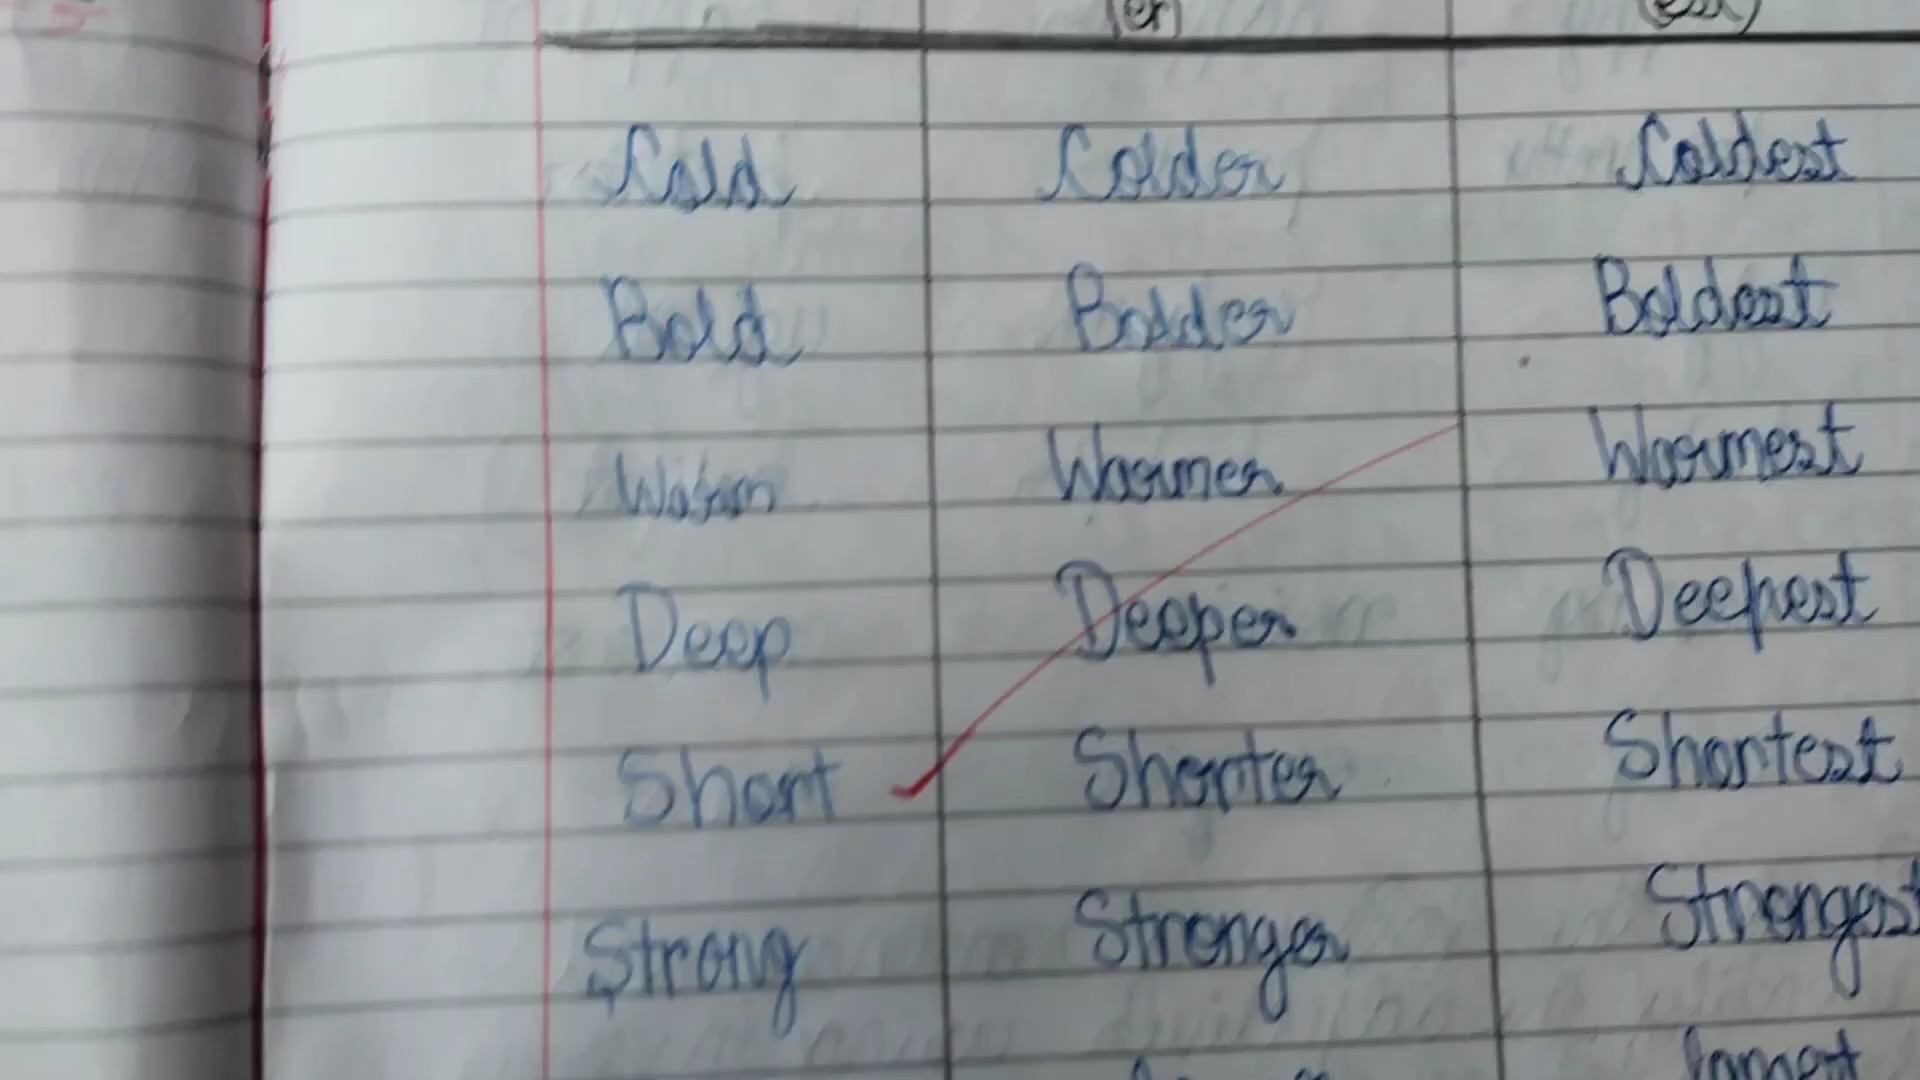 (er) (est)
Cold Colder Coldest
Bold Bolder Boldest
Warm Warmer Warmest
Deep Deeper Deepest
Short Shorter Shortest
Strong Stronger Strongest